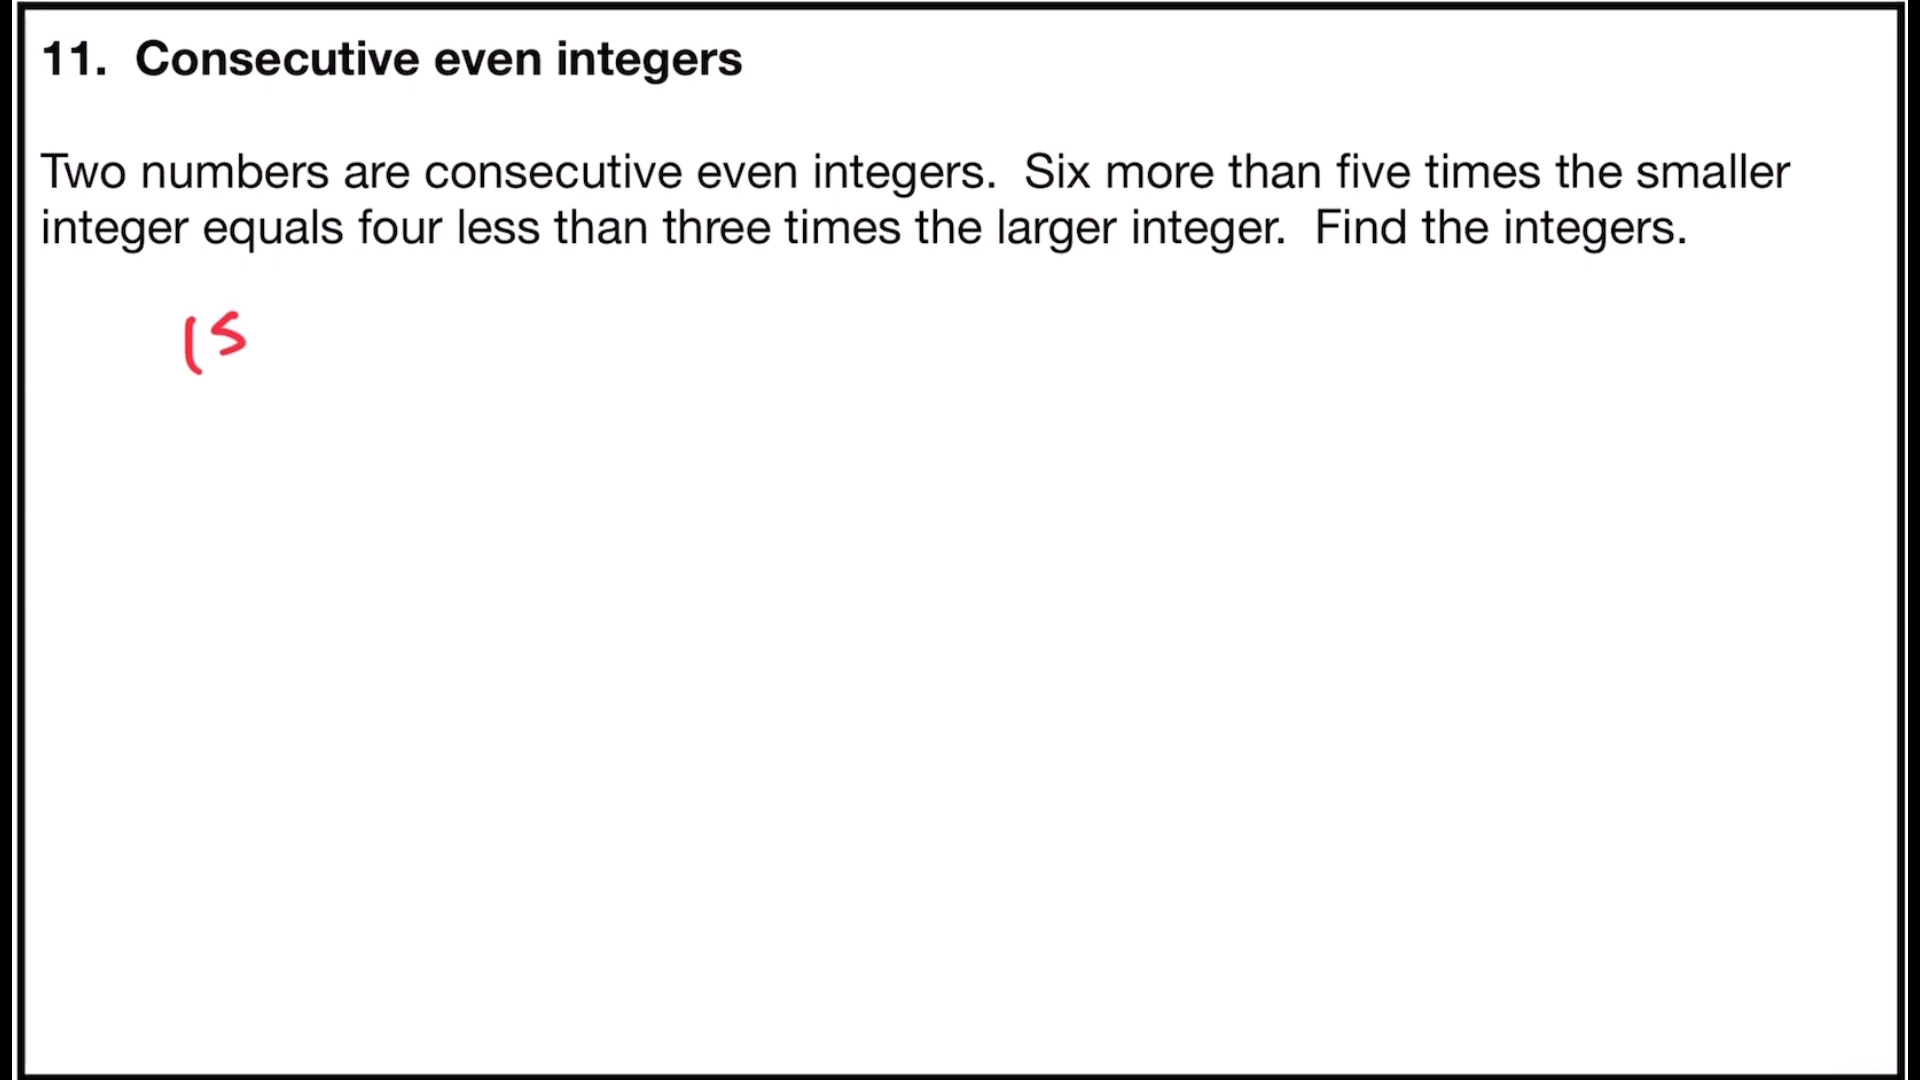 11. Consecutive even integers
Two numbers are consecutive even integers. Six more than five times the smaller
integer equals four less than three times the larger integer. Find the integers.
(s